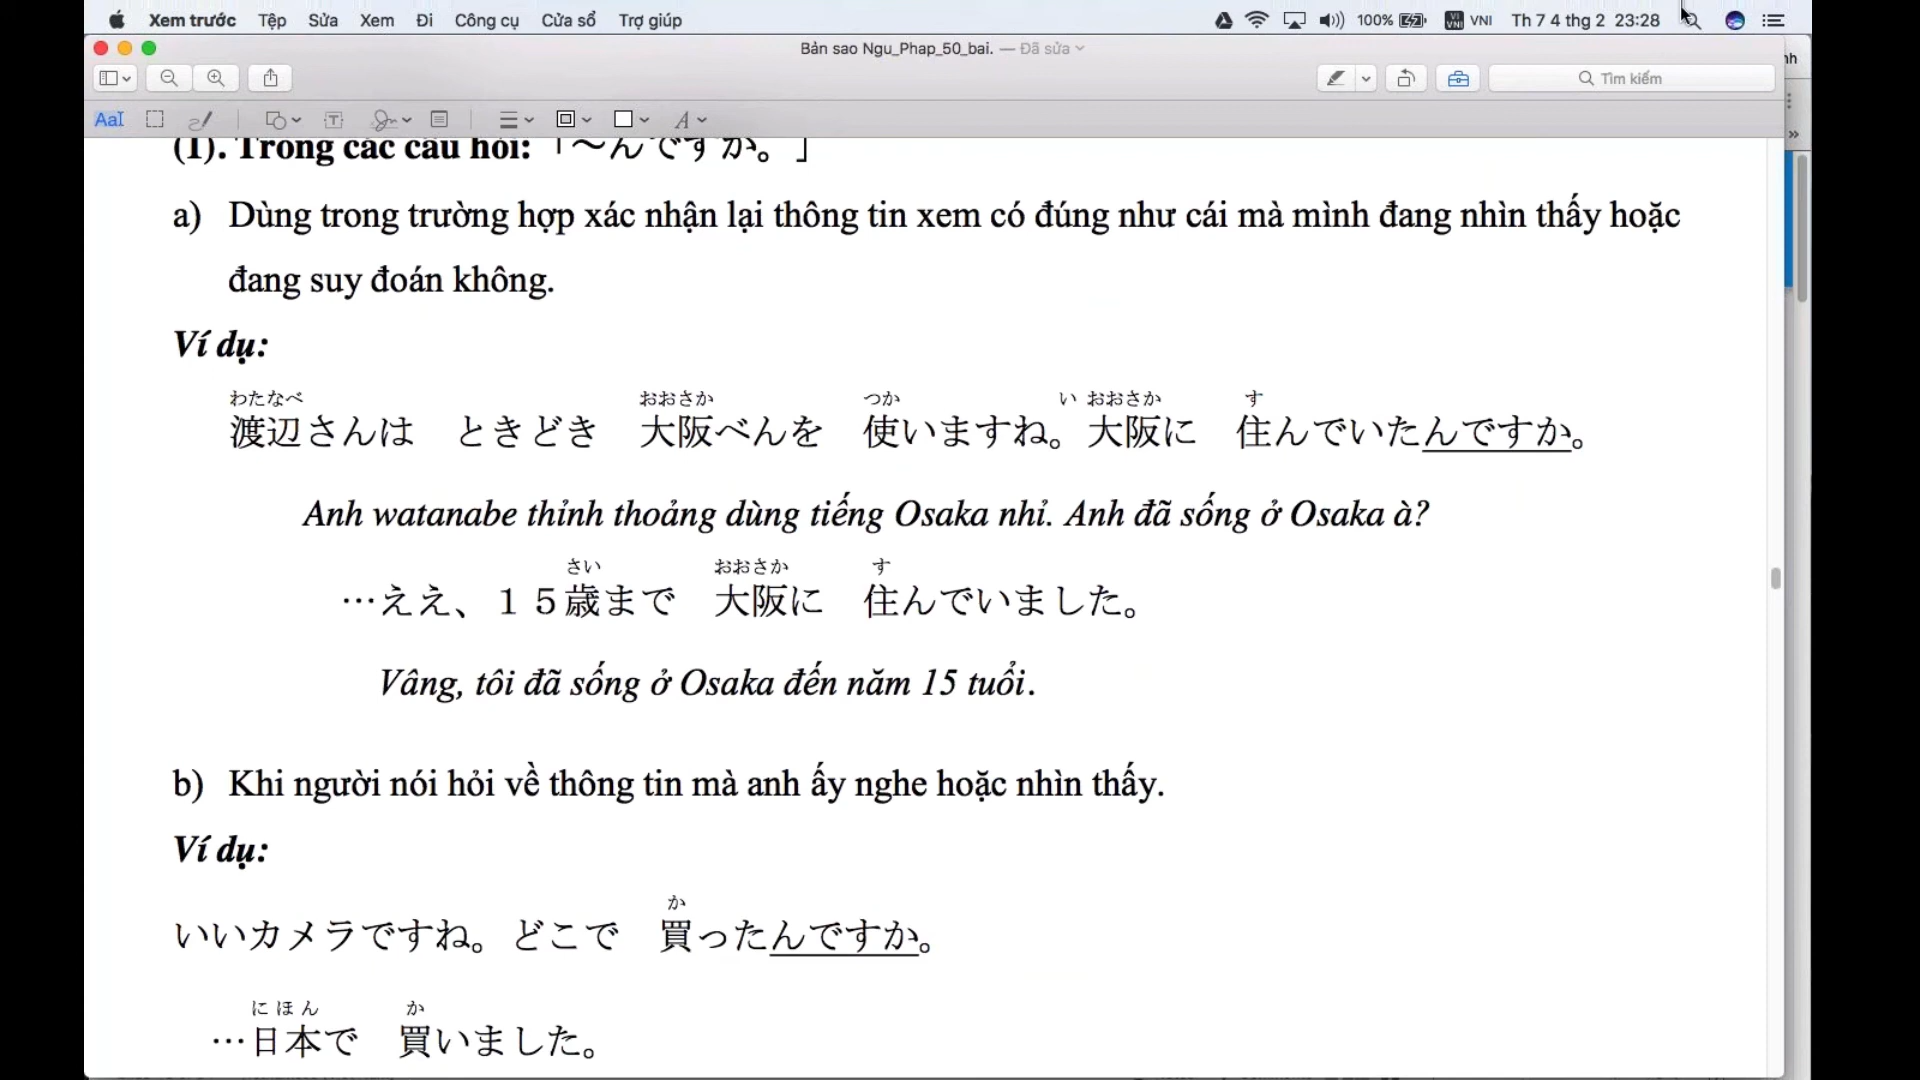 Xem trước Tệp Sửa Xem Đi Công cụ Cửa sổ Trợ giúp 100% VNI Th 7 4 thg 2 23:28
Bản sao Ngu_Phap_50_bai. — Đã sửa
Tìm kiếm
AaI T A
(1). Trong các câu hỏi: 「～んですか。」
a) Dùng trong trường hợp xác nhận lại thông tin xem có đúng như cái mà mình đang nhìn thấy hoặc
đang suy đoán không.
Ví dụ:
わたなべ おおさか つか い おおさか す
渡辺さんは ときどき 大阪べんを 使いますね。大阪に 住んでいたんですか。
Anh watanabe thỉnh thoảng dùng tiếng Osaka nhỉ. Anh đã sống ở Osaka à?
さい おおさか す
…ええ、１５歳まで 大阪に 住んでいました。
Vâng, tôi đã sống ở Osaka đến năm 15 tuổi.
b) Khi người nói hỏi về thông tin mà anh ấy nghe hoặc nhìn thấy.
Ví dụ:
か
いいカメラですね。どこで 買ったんですか。
にほん か
…日本で 買いました。